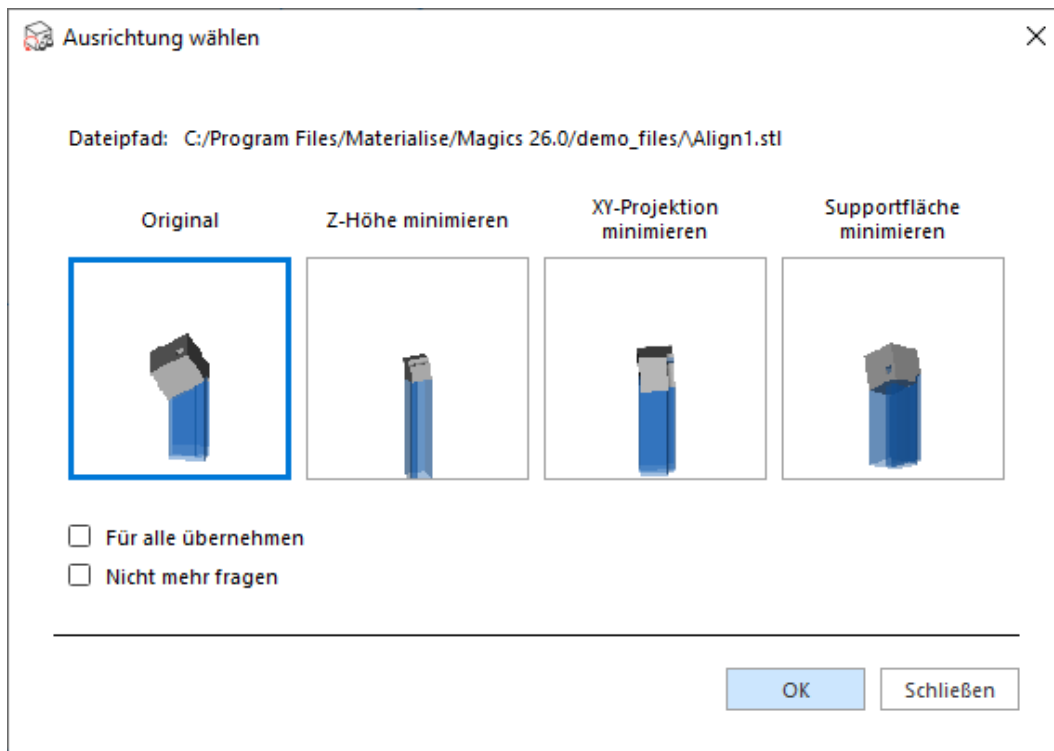 Ausrichtung wählen
Dateipfad: C:/Program Files/Materialise/Magics 26.0/demo_files/\Align1.stl
Original
Z-Höhe minimieren
XY-Projektion
minimieren
Supportfläche
minimieren
Für alle übernehmen
Nicht mehr fragen
OK
Schließen